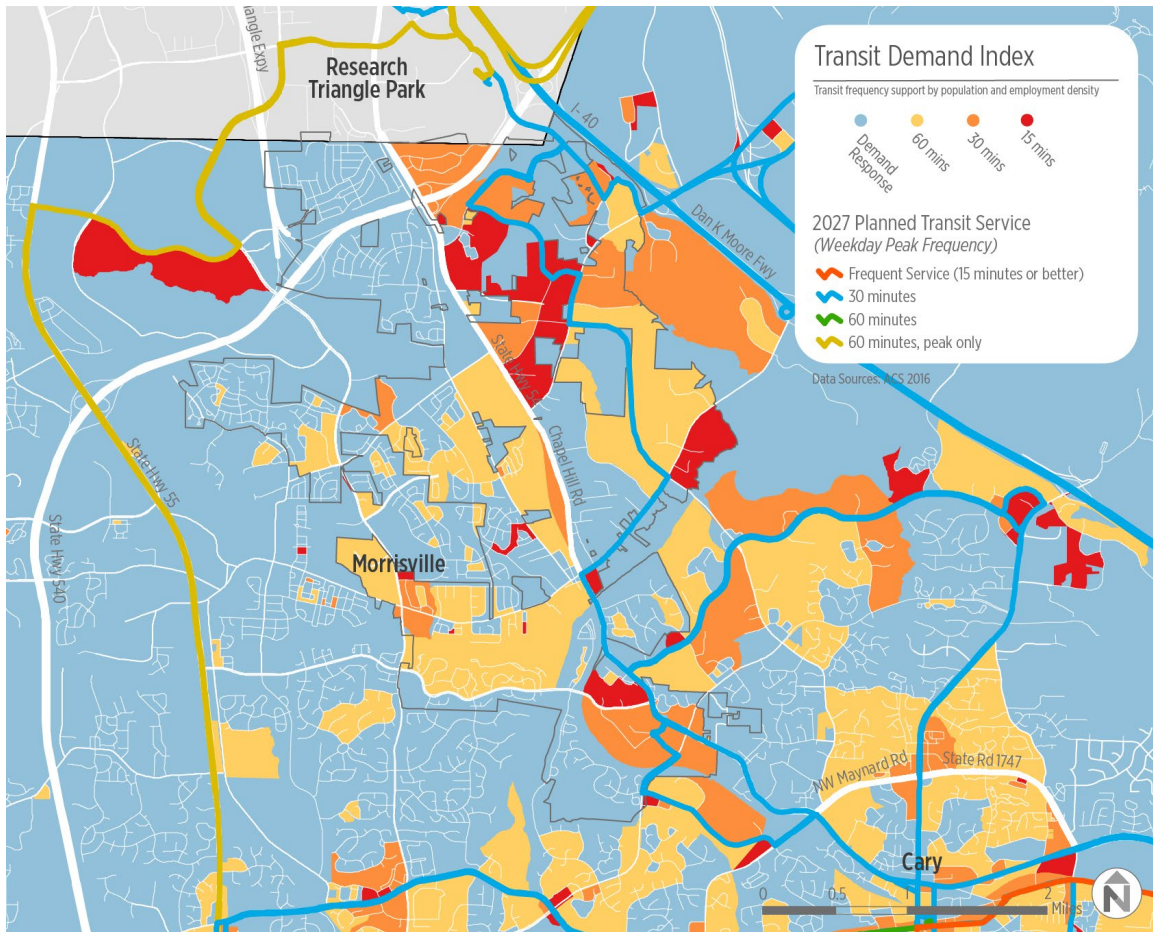 Transit Demand Index
Transit frequency support by population and employment density
Demand
Response
60 mins
30 mins
15 mins
2027 Planned Transit Service
(Weekday Peak Frequency)
Frequent Service (15 minutes or better)
30 minutes
60 minutes
60 minutes, peak only
Data Sources: ACS 2016
Triangle Expy
Research
Triangle Park
I- 40
Dan K Moore Fwy
State Hwy 54
Chapel Hill Rd
State Hwy 55
State Hwy 540
Morrisville
NW Maynard Rd
State Rd 1747
Cary
0 0.5 1 2
Miles
N